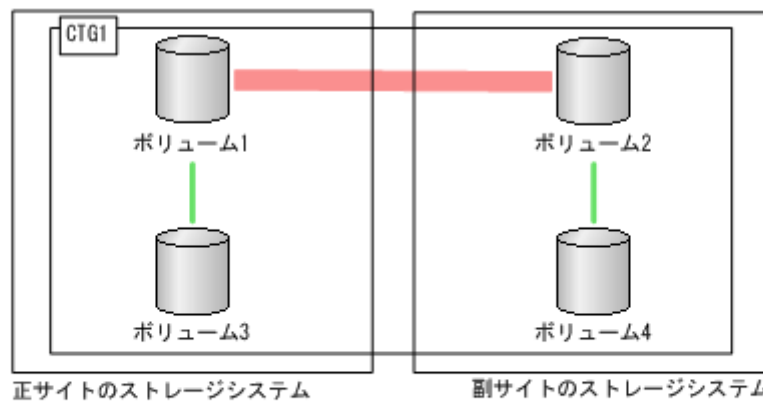 CTG1
ボリューム1
ボリューム2
ボリューム3
ボリューム4
正サイトのストレージシステム
副サイトのストレージシステム